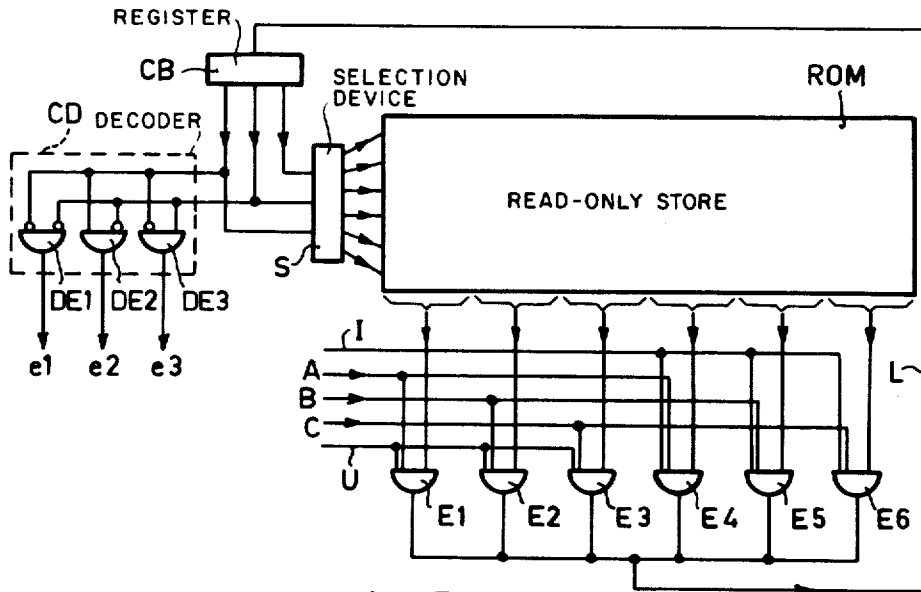 REGISTER
CB
SELECTION
DEVICE
ROM
CD
DECODER
READ-ONLY STORE
S
DE1
DE2
DE3
e1
e2
e3
I
A
B
C
U
L
E1
E2
E3
E4
E5
E6